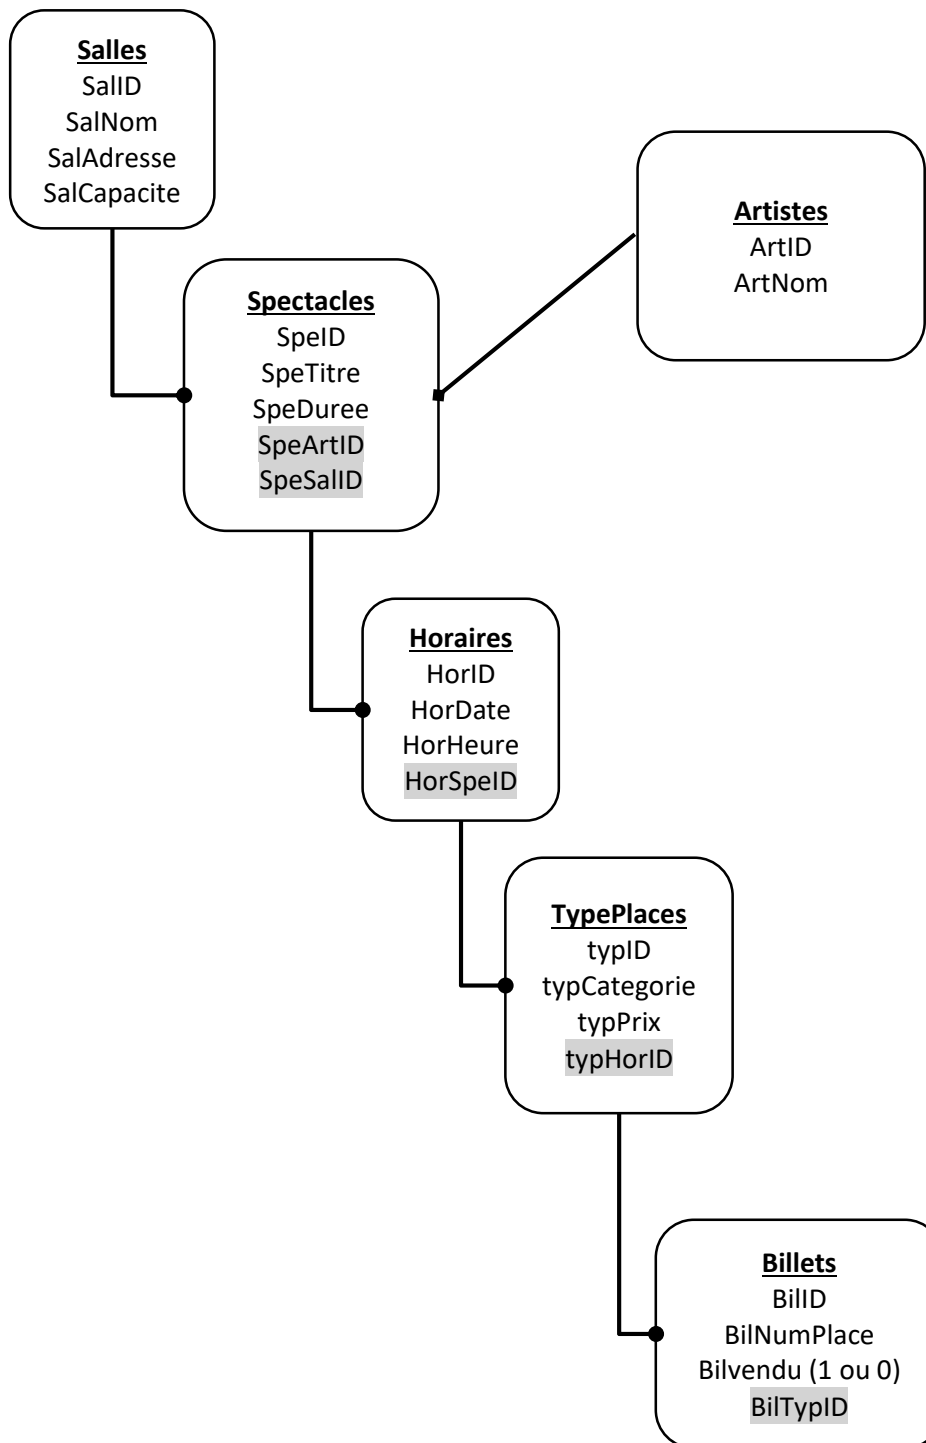 Salles
SalID
SalNom
SalAdresse
SalCapacite
Artistes
ArtID
ArtNom
Spectacles
SpeID
SpeTitre
SpeDuree
SpeArtID
SpeSalID
Horaires
HorID
HorDate
HorHeure
HorSpeID
TypePlaces
typID
typCategorie
typPrix
typHorID
Billets
BilID
BilNumPlace
Bilvendu (1 ou 0)
BilTypID